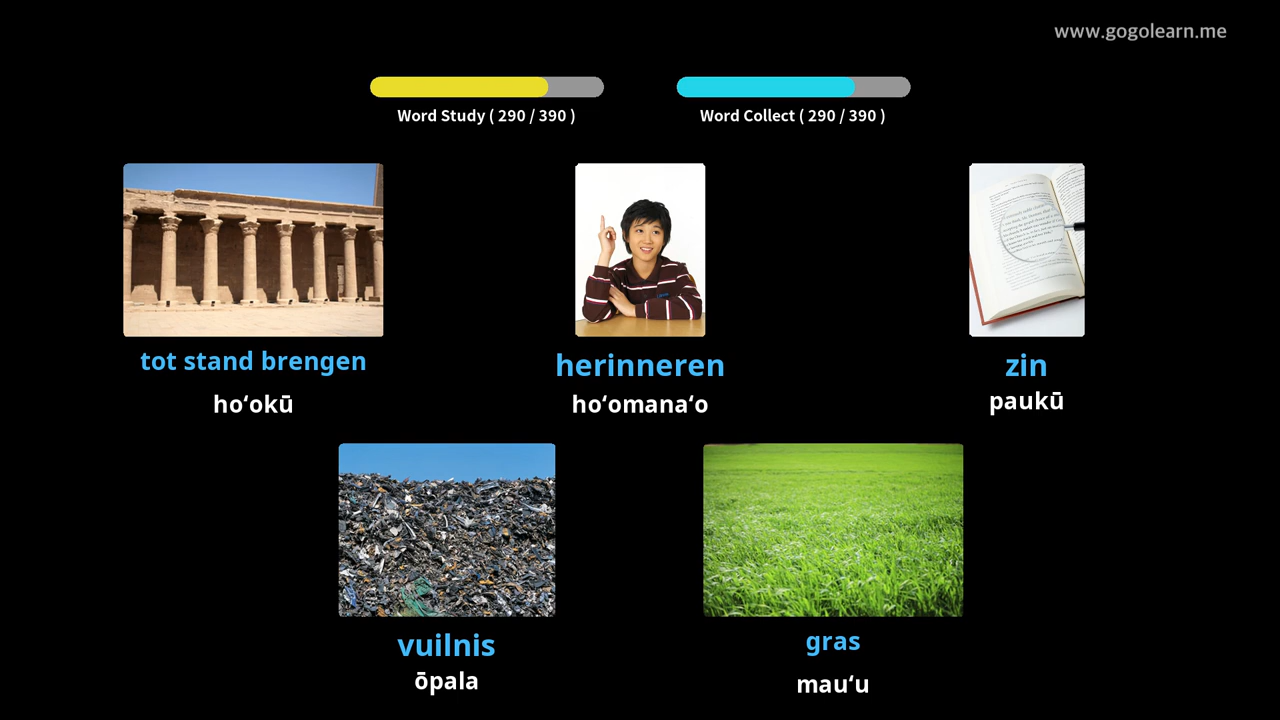 www.gogolearn.me
Word Study ( 290 / 390 )
Word Collect ( 290 / 390 )
tot stand brengen
hoʻokū
herinneren
hoʻomanaʻo
zin
paukū
vuilnis
ōpala
gras
mauʻu